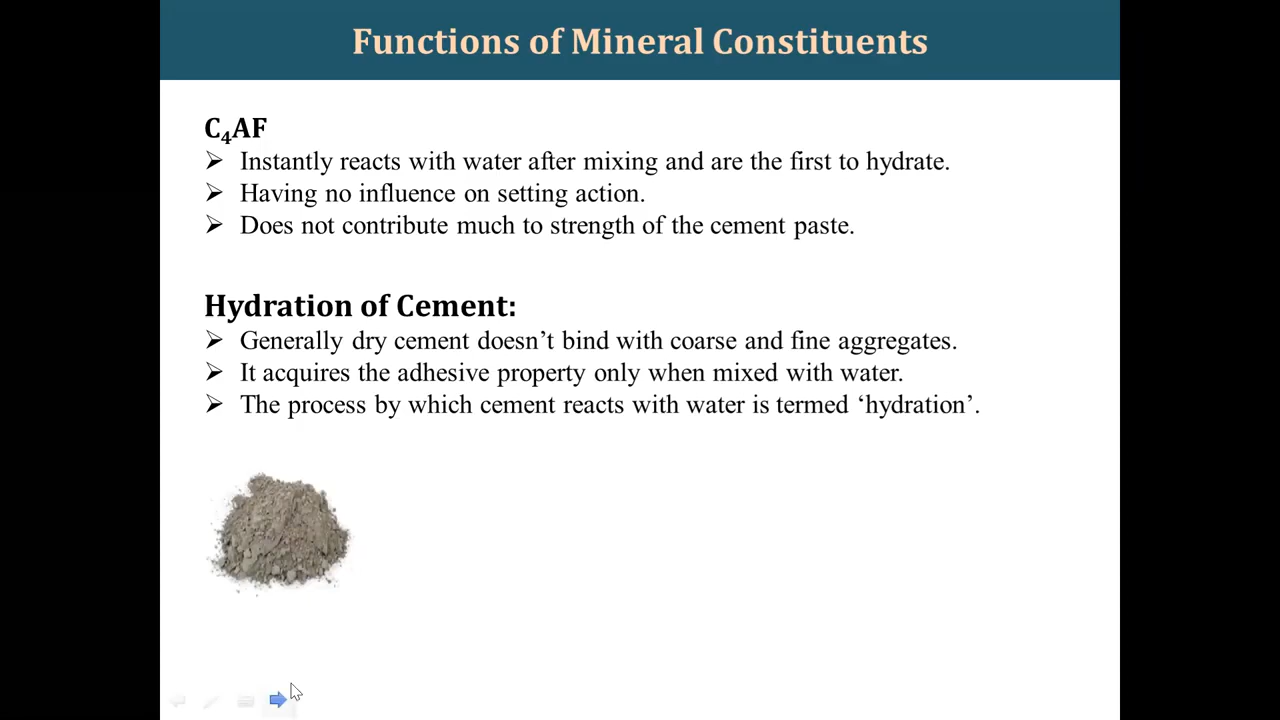 Functions of Mineral Constituents
C₄AF
➢ Instantly reacts with water after mixing and are the first to hydrate.
➢ Having no influence on setting action.
➢ Does not contribute much to strength of the cement paste.
Hydration of Cement:
➢ Generally dry cement doesn’t bind with coarse and fine aggregates.
➢ It acquires the adhesive property only when mixed with water.
➢ The process by which cement reacts with water is termed ‘hydration’.